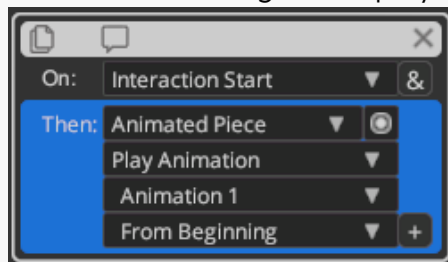 On: Interaction Start &
Then: Animated Piece
Play Animation
Animation 1
From Beginning +